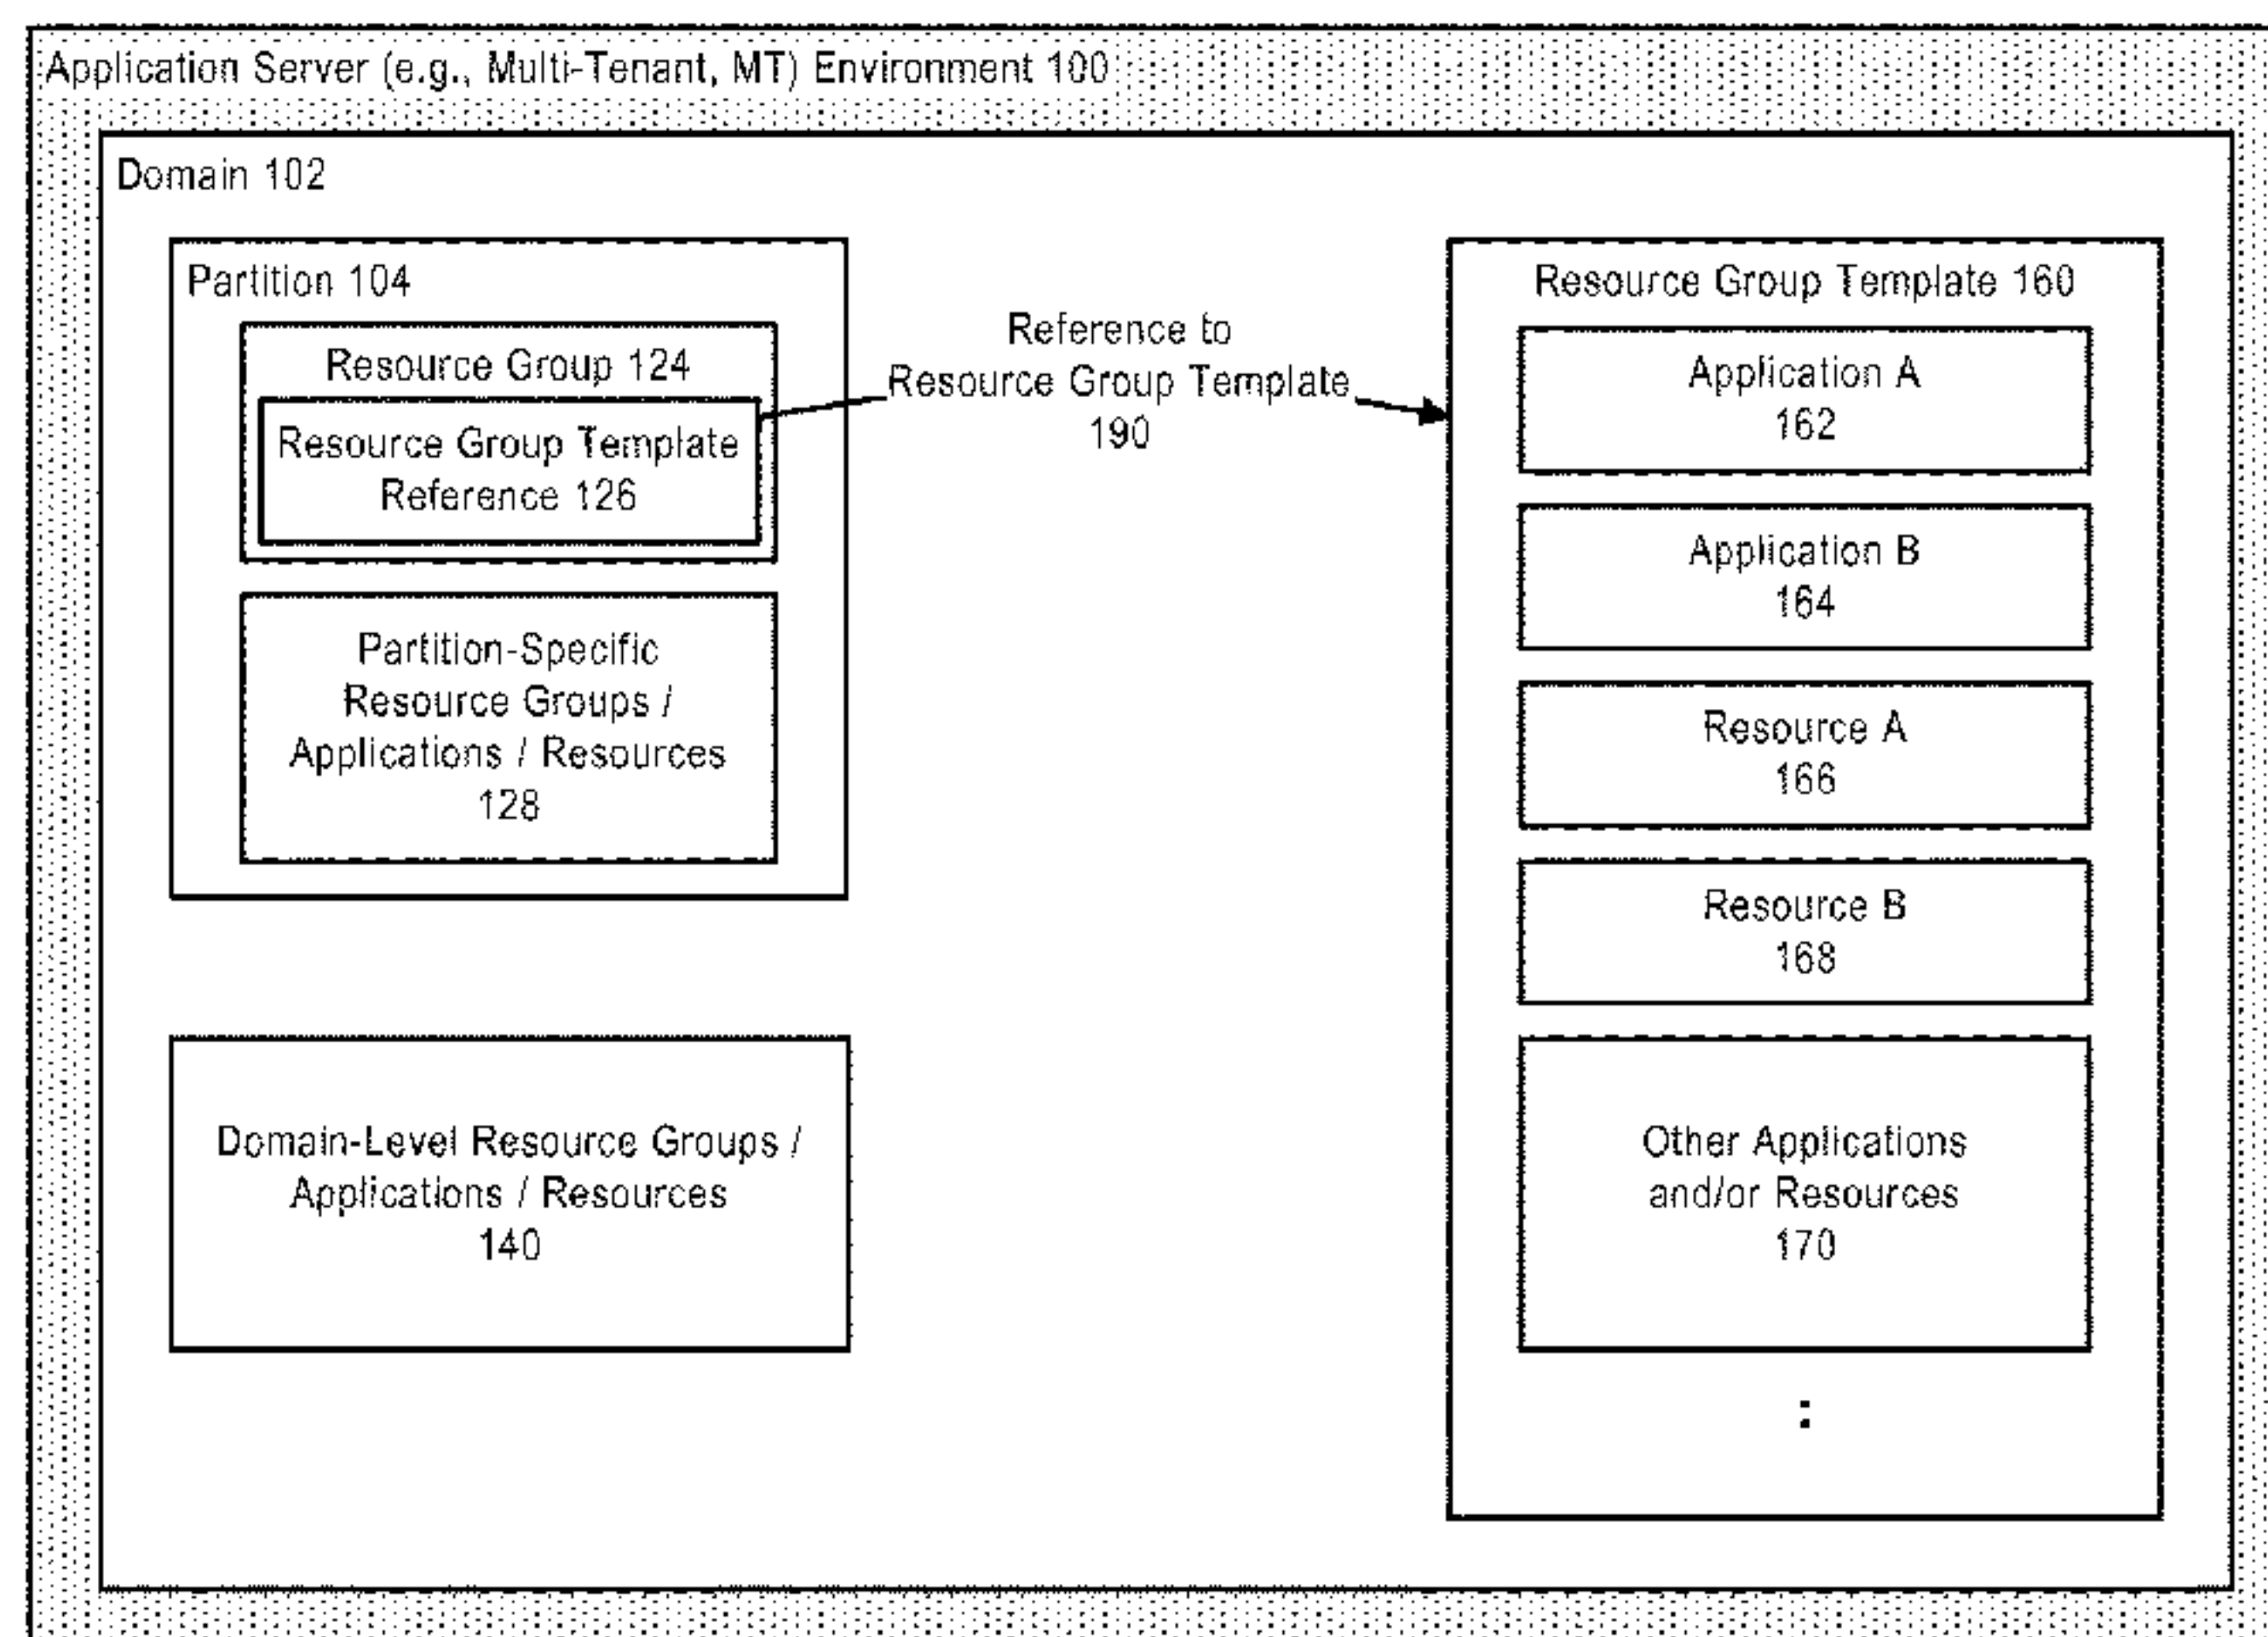 Application Server (e.g., Multi-Tenant, MT) Environment 100
Domain 102
Partition 104
Resource Group 124
Resource Group Template
Reference 126
Partition-Specific
Resource Groups /
Applications / Resources
128
Domain-Level Resource Groups /
Applications / Resources
140
Reference to
Resource Group Template
190
Resource Group Template 160
Application A
162
Application B
164
Resource A
166
Resource B
168
Other Applications
and/or Resources
170
: